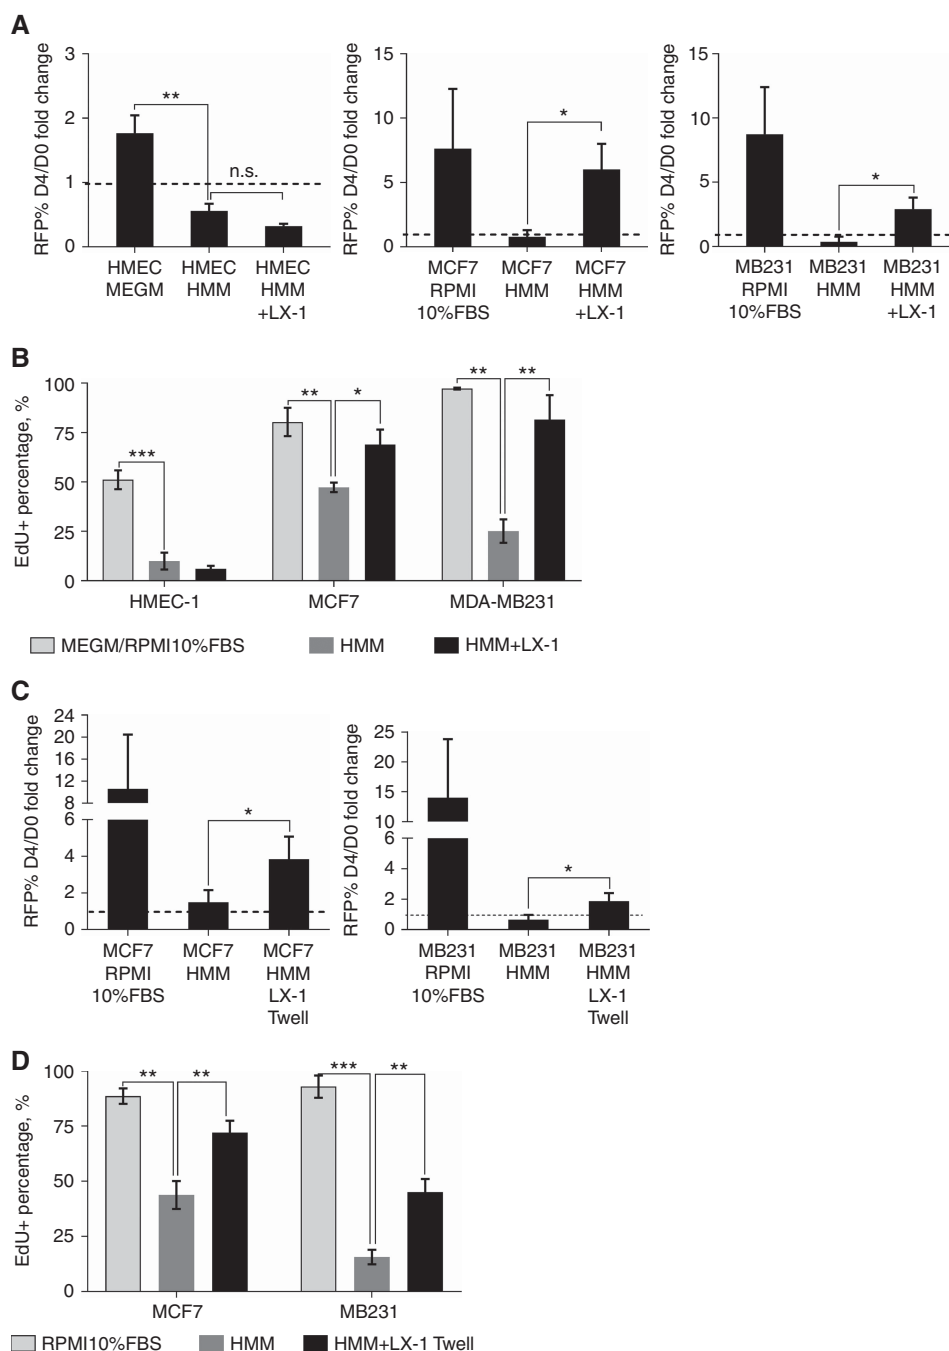 A
RFP% D4/D0 fold change
3
2
1
0
**
n.s.
HMEC MEGM
HMEC HMM
HMEC HMM +LX-1
RFP% D4/D0 fold change
15
10
5
0
*
MCF7 RPMI 10%FBS
MCF7 HMM
MCF7 HMM +LX-1
RFP% D4/D0 fold change
15
10
5
0
*
MB231 RPMI 10%FBS
MB231 HMM
MB231 HMM +LX-1
B
EdU+ percentage, %
100
75
50
25
0
***
** *
** **
HMEC-1 MCF7 MDA-MB231
MEGM/RPMI10%FBS HMM HMM+LX-1
C
RFP% D4/D0 fold change
24
20
16
12
8
6
4
2
0
*
MCF7 RPMI 10%FBS
MCF7 HMM
MCF7 HMM LX-1 Twell
RFP% D4/D0 fold change
25
20
15
10
6
4
2
0
*
MB231 RPMI 10%FBS
MB231 HMM
MB231 HMM LX-1 Twell
D
EdU+ percentage, %
100
75
50
25
0
** **
*** **
MCF7 MB231
RPMI10%FBS HMM HMM+LX-1 Twell